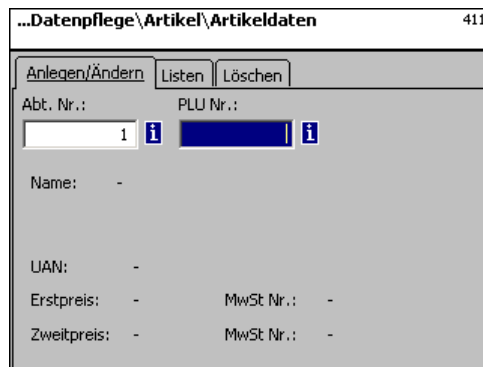 ...Datenpflege\Artikel\Artikeldaten 411
Anlegen/Ändern Listen Löschen
Abt. Nr.: PLU Nr.:
1 i i
Name: -
UAN: -
Erstpreis: - MwSt Nr.: -
Zweitpreis: - MwSt Nr.: -